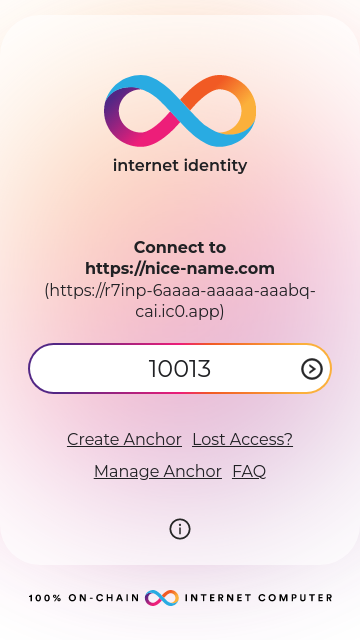 internet identity
Connect to
https://nice-name.com
(https://r7inp-6aaaa-aaaaa-aaabq-
cai.ic0.app)
10013
Create Anchor Lost Access?
Manage Anchor FAQ
100% ON-CHAIN INTERNET COMPUTER